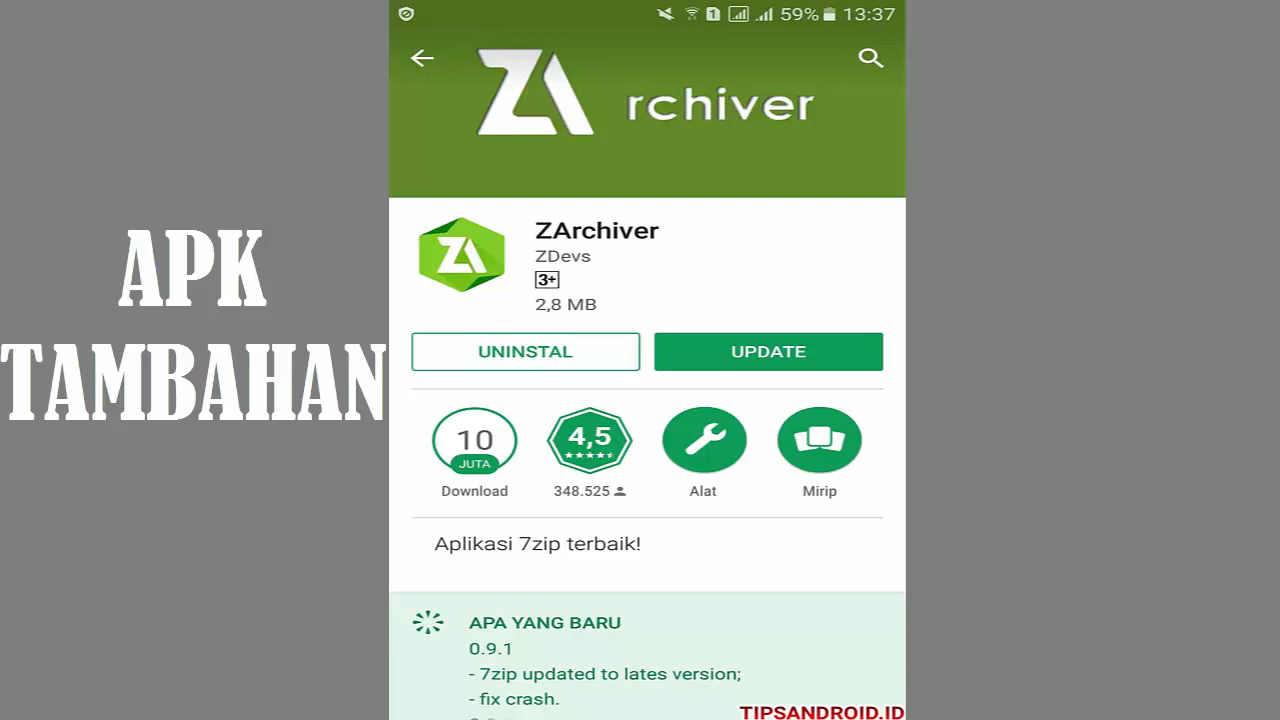 59% 13:37
ZA rchiver
APK
TAMBAHAN
ZA
ZArchiver
ZDevs
3+
2,8 MB
UNINSTAL
UPDATE
10
JUTA
Download
4,5
348.525
Alat
Mirip
Aplikasi 7zip terbaik!
APA YANG BARU
0.9.1
- 7zip updated to lates version;
- fix crash.
TIPSANDROID.ID